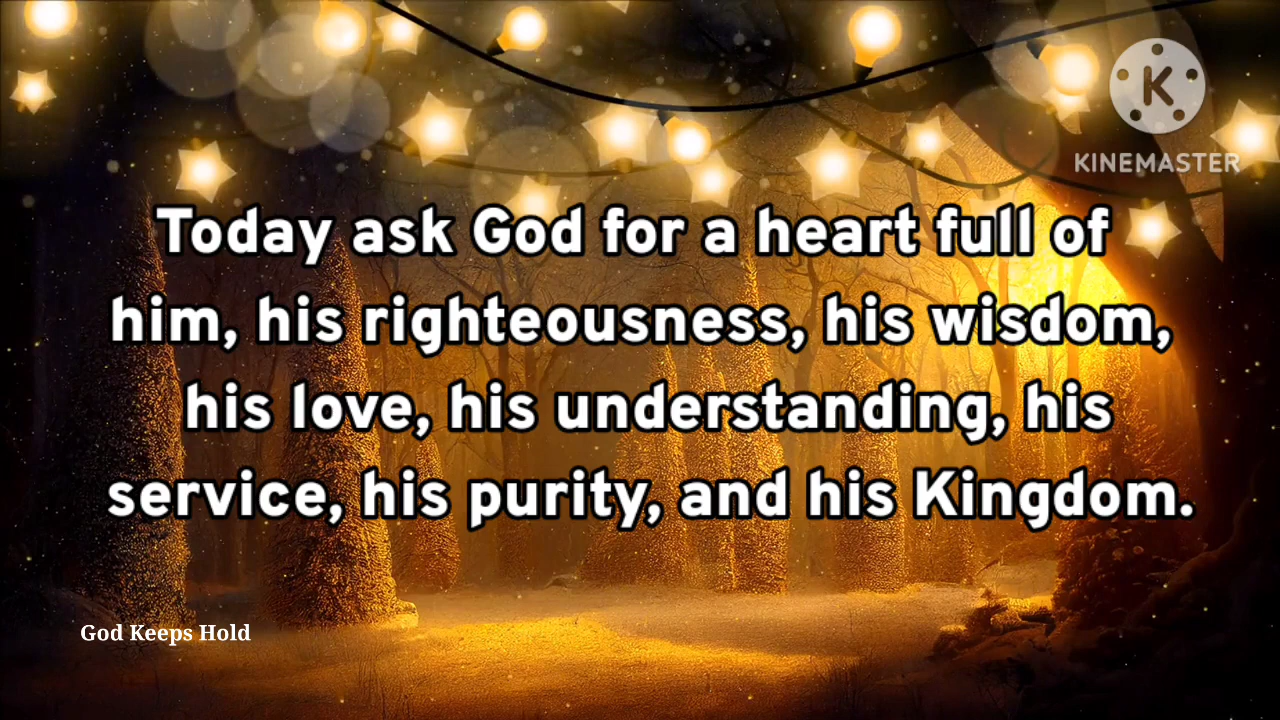 KINEMASTER
Today ask God for a heart full of
him, his righteousness, his wisdom,
his love, his understanding, his
service, his purity, and his Kingdom.
God Keeps Hold